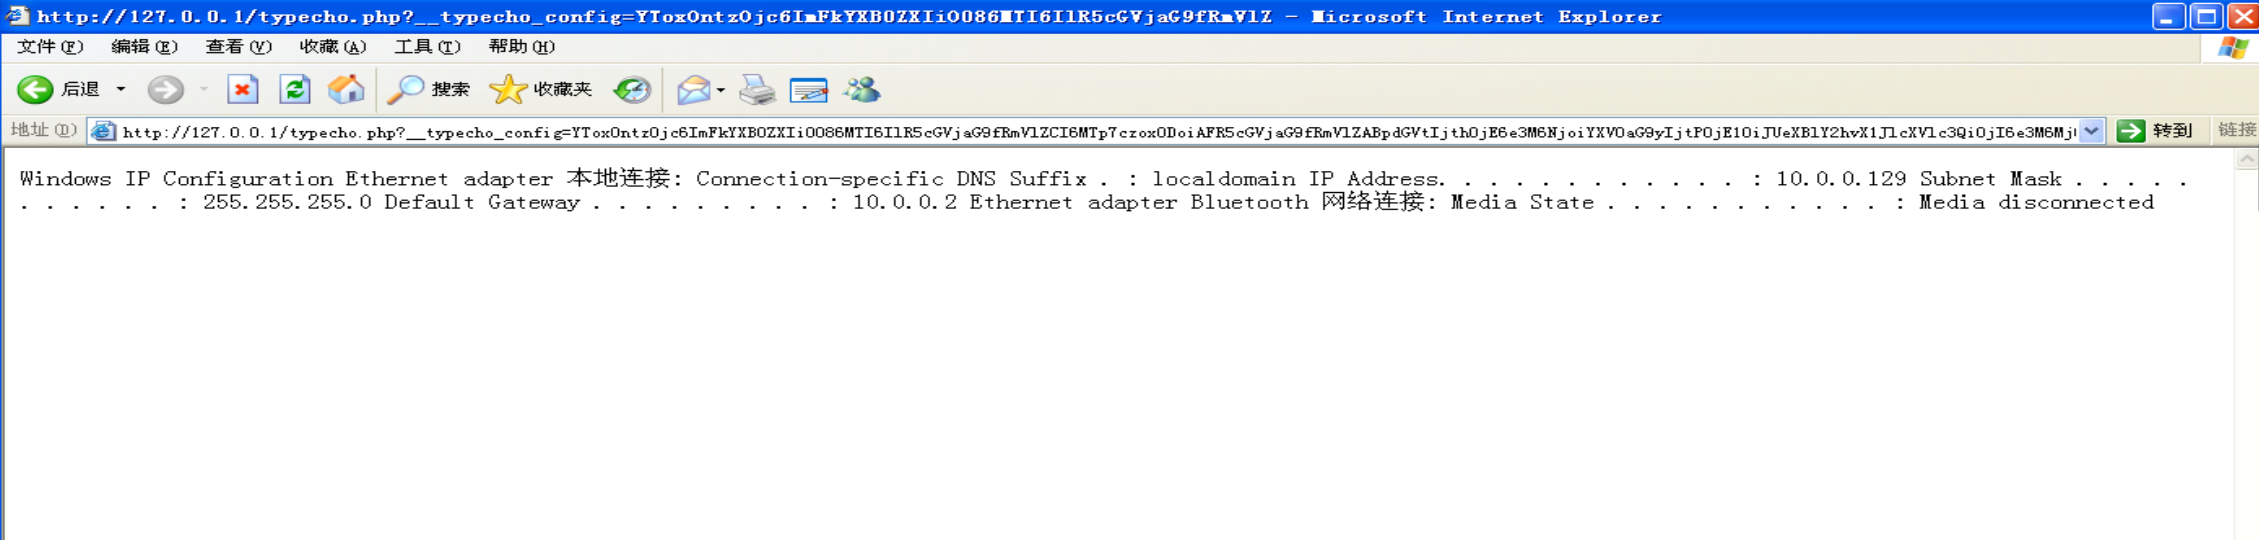 http://127.0.0.1/typecho.php?__typecho_config=YToxOntzOjc6ImFkYXB0ZXIiO086MTI6IlR5cGVjaG9fRmVlZ - Microsoft Internet Explorer
文件(F) 编辑(E) 查看(V) 收藏(A) 工具(T) 帮助(H)
后退 搜索 收藏夹
地址(D) http://127.0.0.1/typecho.php?__typecho_config=YToxOntzOjc6ImFkYXB0ZXIiO086MTI6IlR5cGVjaG9fRmVlZCI6MTp7czoxODoiAFR5cGVjaG9fRmVlZABpdGVtIjthOjE6e3M6NjoiYXV0aG9yIjtPOjE1OiJUeXBlY2hvX1JlcXVlc3QiOjI6e3M6Mj 转到 链接
Windows IP Configuration Ethernet adapter 本地连接: Connection-specific DNS Suffix . : localdomain IP Address. . . . . . . . . . . . : 10.0.0.129 Subnet Mask . . . . .
. . . . . . : 255.255.255.0 Default Gateway . . . . . . . . . : 10.0.0.2 Ethernet adapter Bluetooth 网络连接: Media State . . . . . . . . . . . : Media disconnected